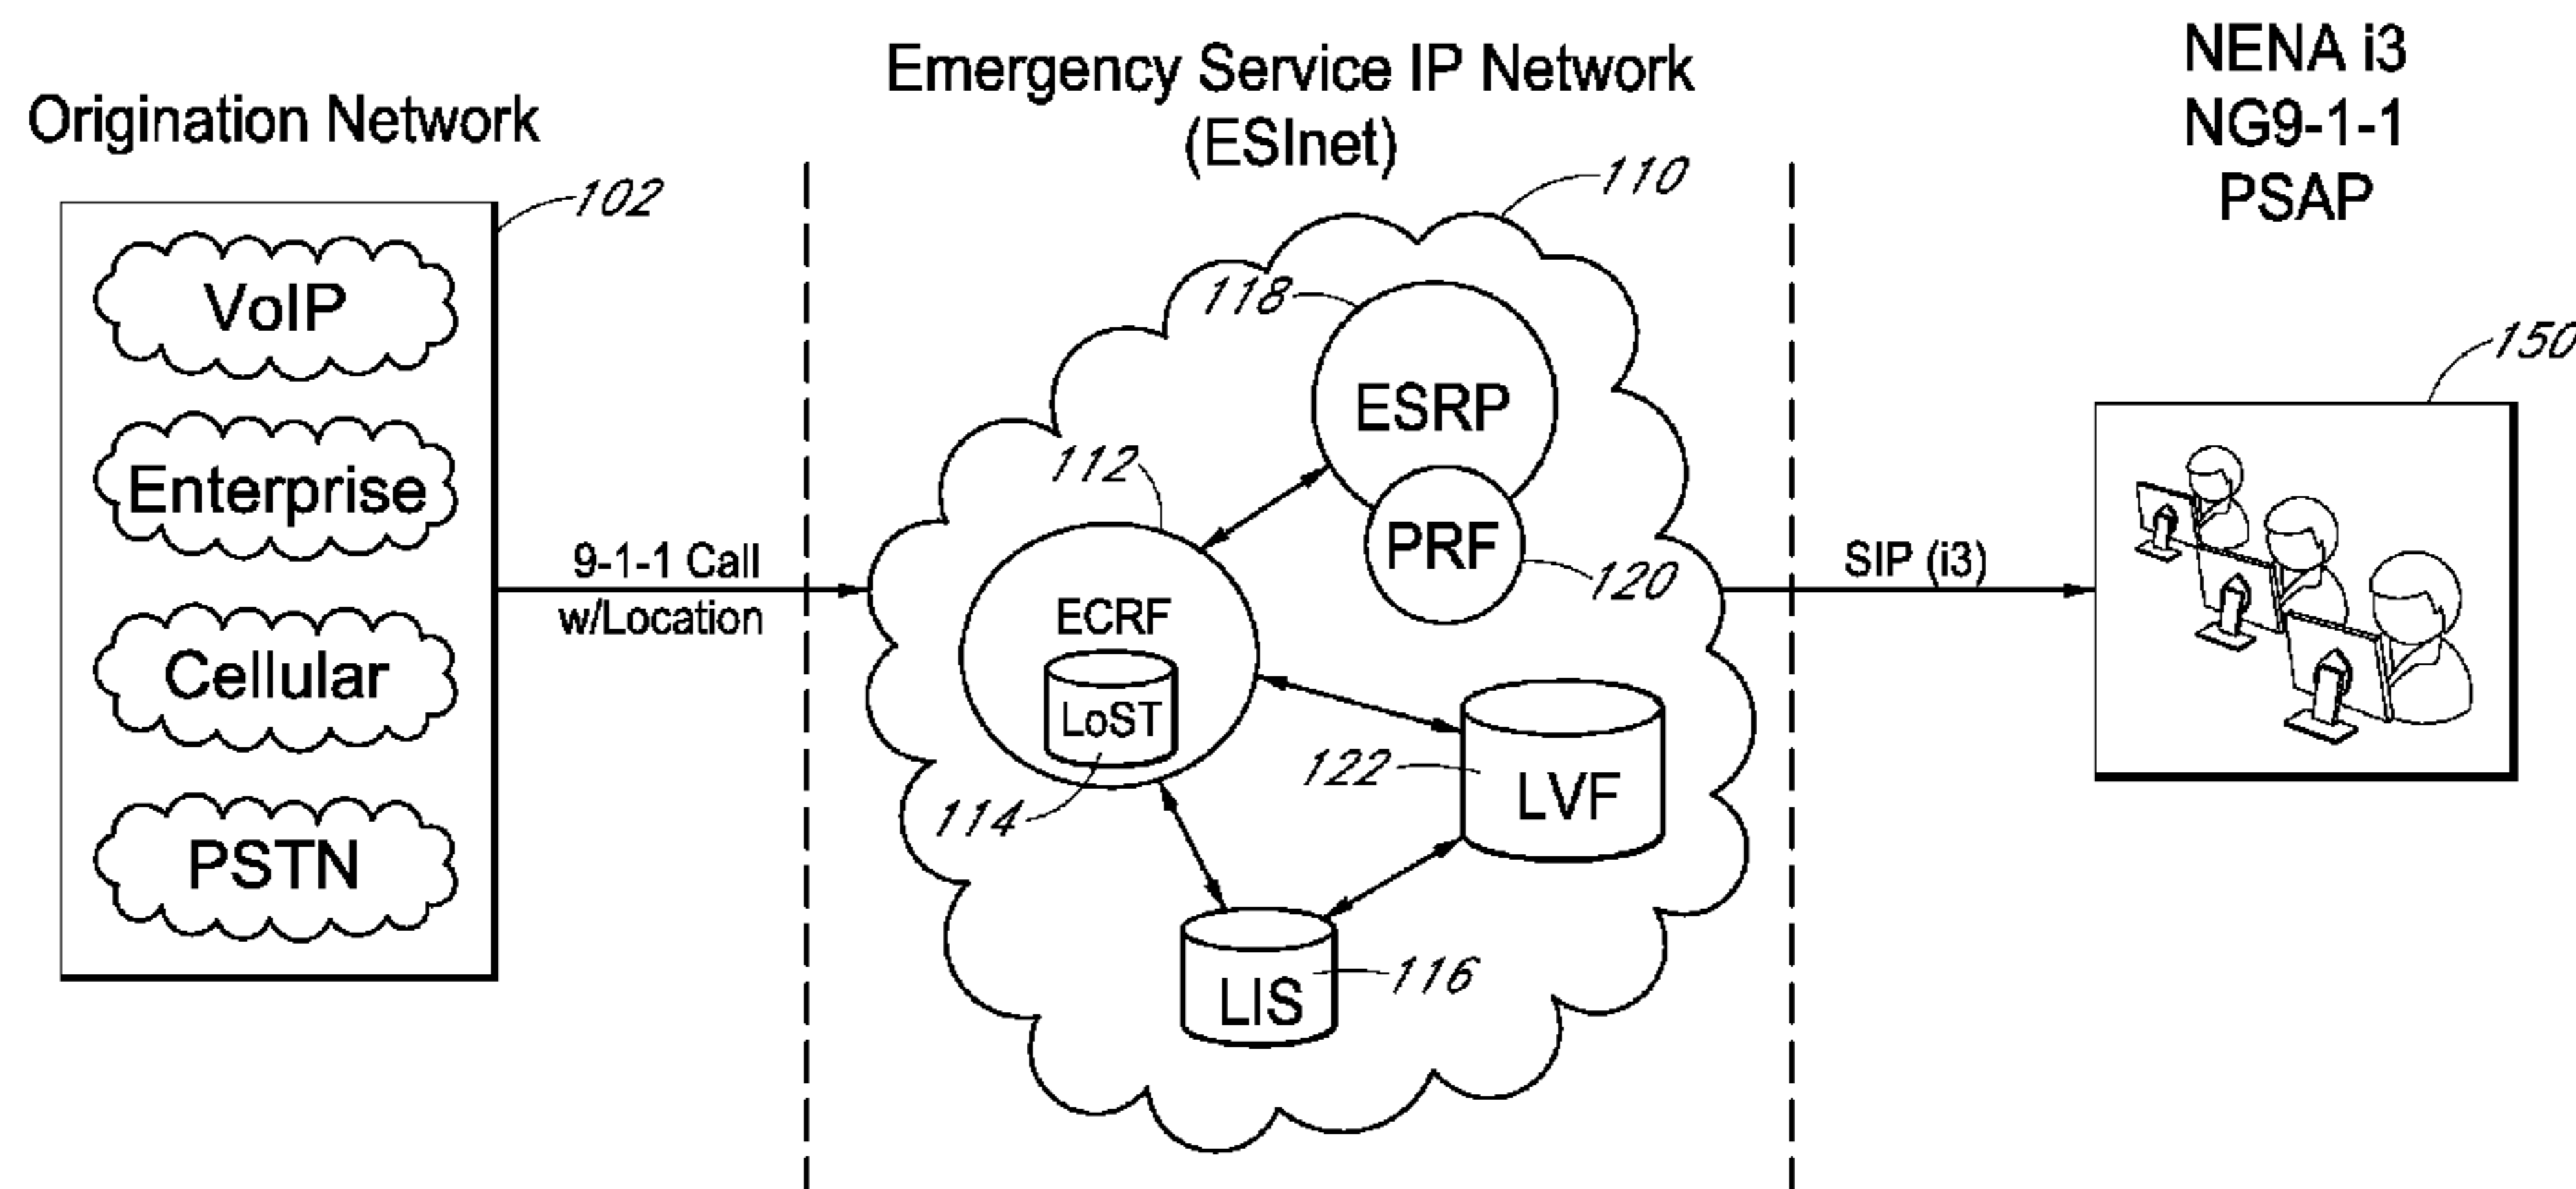 Origination Network
102
VoIP
Enterprise
Cellular
PSTN
9-1-1 Call
w/Location
Emergency Service IP Network
(ESInet)
110
118
ESRP
PRF
120
112
ECRF
LoST
114
122
LVF
LIS
116
SIP (i3)
NENA i3
NG9-1-1
PSAP
150